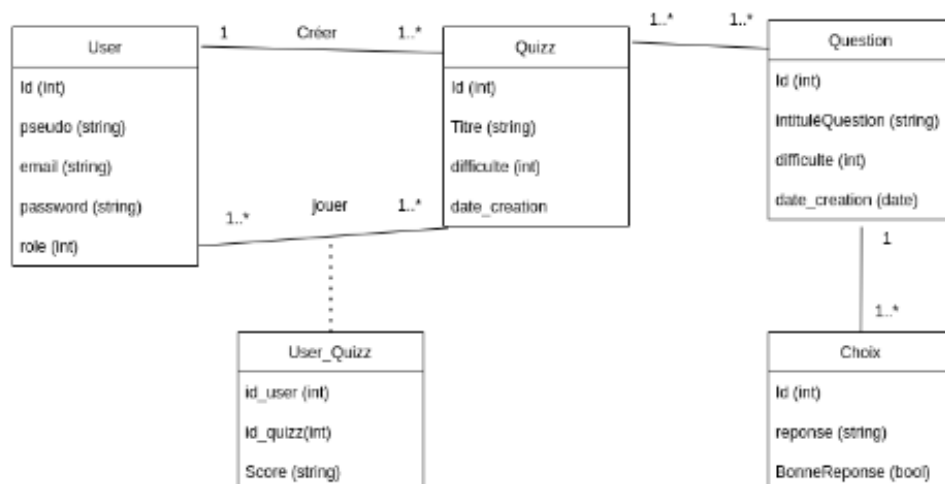 User
Id (int)
pseudo (string)
email (string)
password (string)
role (int)
1 Créer 1..*
Quizz
Id (int)
Titre (string)
difficulte (int)
date_creation
1..* 1..*
Question
Id (int)
intituléQuestion (string)
difficulte (int)
date_creation (date)
1..* jouer 1..*
User_Quizz
id_user (int)
id_quizz(int)
Score (string)
1
1..*
Choix
Id (int)
reponse (string)
BonneReponse (bool)